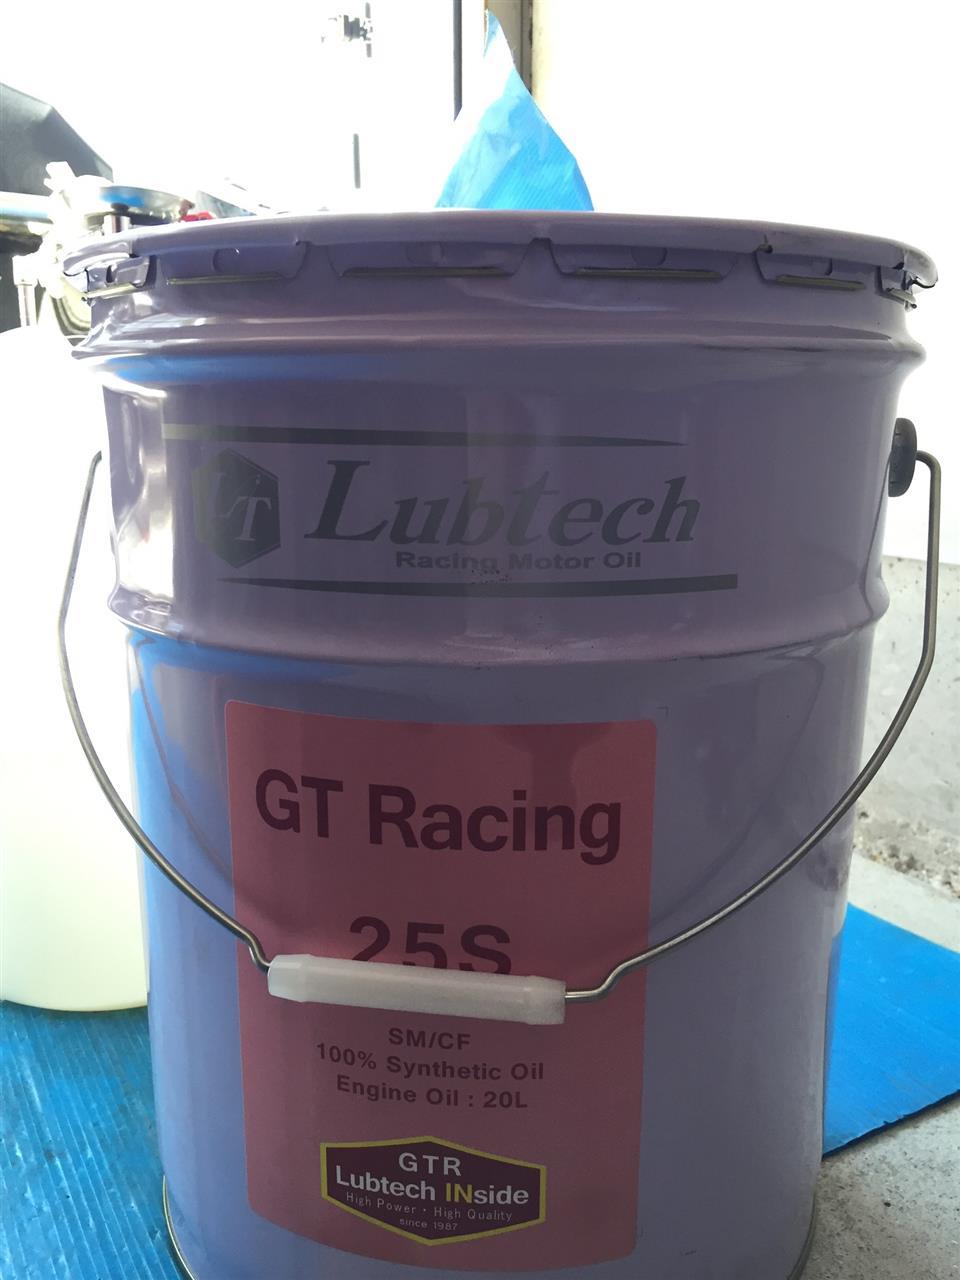 LT Lubtech
Racing Motor Oil
GT Racing
25S
SM/CF
100% Synthetic Oil
Engine Oil : 20L
GTR
Lubtech INside
High Power · High Quality
since 1987